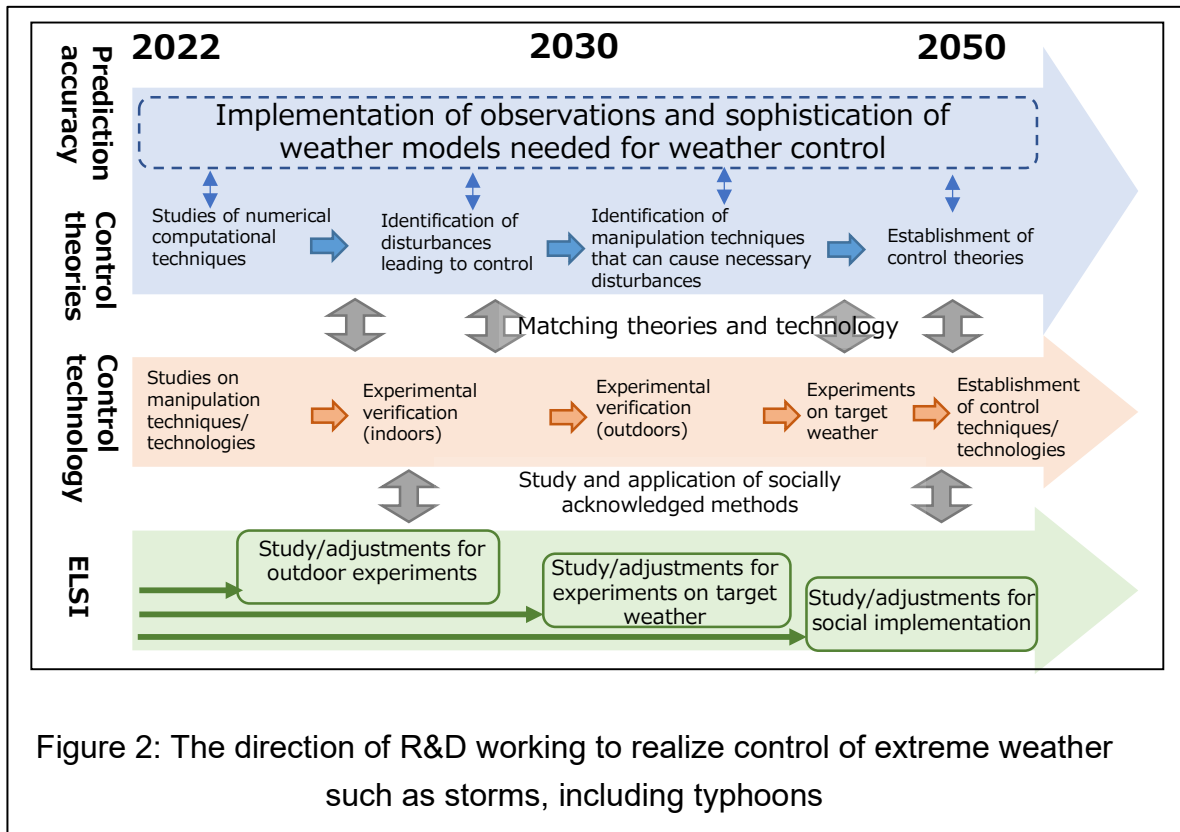 2022
2030
2050
Prediction
accuracy
Implementation of observations and sophistication of
weather models needed for weather control
Control
theories
Studies of numerical
computational
techniques
Identification of
disturbances
leading to control
Identification of
manipulation techniques
that can cause necessary
disturbances
Establishment of
control theories
Matching theories and technology
Control
technology
Studies on
manipulation
techniques/
technologies
Experimental
verification
(indoors)
Experimental
verification
(outdoors)
Experiments
on target
weather
Establishment
of control
techniques/
technologies
Study and application of socially
acknowledged methods
ELSI
Study/adjustments for
outdoor experiments
Study/adjustments for
experiments on target
weather
Study/adjustments for
social implementation
Figure 2: The direction of R&D working to realize control of extreme weather
such as storms, including typhoons